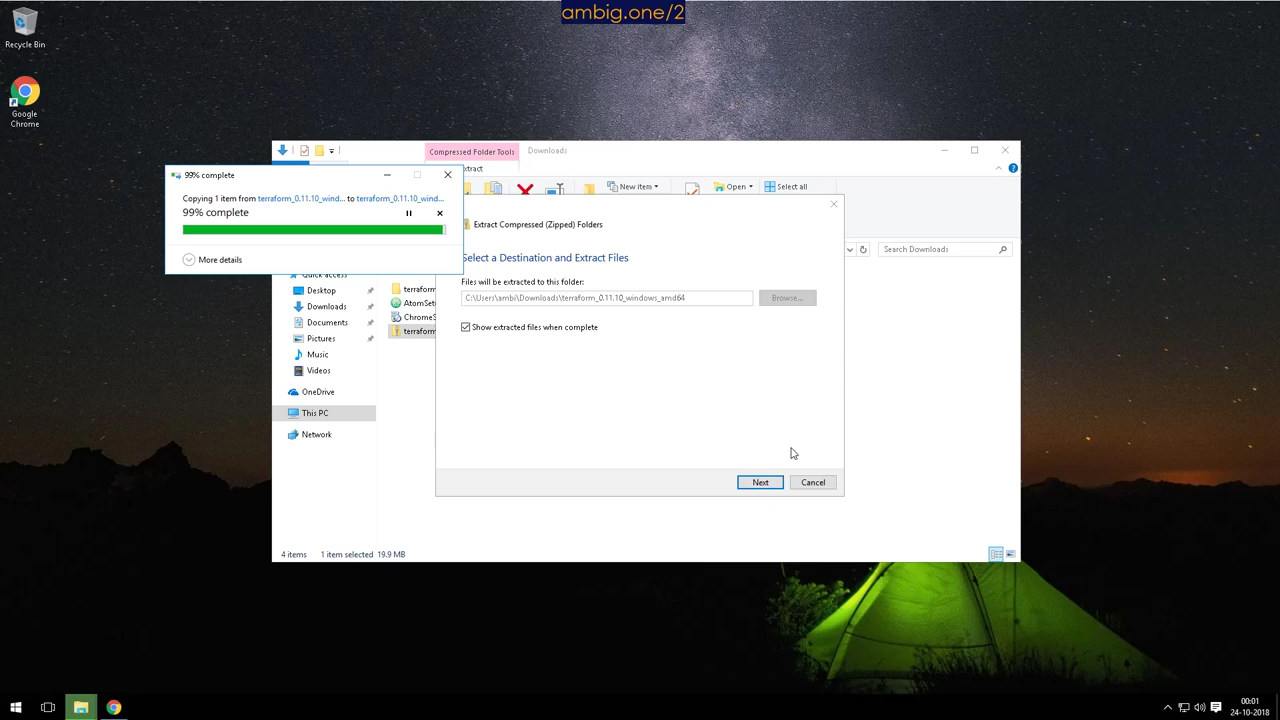 ambig.one/2
Recycle Bin
Google
Chrome
Compressed Folder Tools
Downloads
xtract
99% complete
Copying 1 item from terraform_0.11.10_wind... to terraform_0.11.10_wind...
99% complete
More details
New item
Open
Select all
Extract Compressed (Zipped) Folders
Search Downloads
Select a Destination and Extract Files
Files will be extracted to this folder:
C:\Users\ambi\Downloads\terraform_0.11.10_windows_amd64
Browse...
Show extracted files when complete
Quick access
Desktop
Downloads
Documents
Pictures
Music
Videos
OneDrive
This PC
Network
terraform
AtomSet
ChromeS
terraform
Next
Cancel
4 items
1 item selected
19.9 MB
00:01
24-10-2018